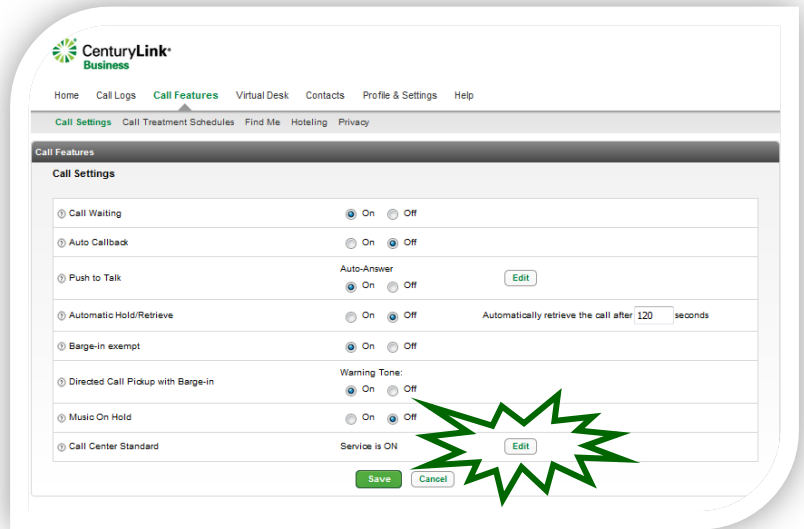 CenturyLink®
Business
Home Call Logs Call Features Virtual Desk Contacts Profile & Settings Help
Call Settings Call Treatment Schedules Find Me Hoteling Privacy
Call Features
Call Settings
? Call Waiting On Off
? Auto Callback On Off
Auto-Answer
? Push to Talk On Off Edit
? Automatic Hold/Retrieve On Off Automatically retrieve the call after 120 seconds
? Barge-in exempt On Off
Warning Tone:
? Directed Call Pickup with Barge-in On Off
? Music On Hold On Off
? Call Center Standard Service is ON Edit
Save Cancel